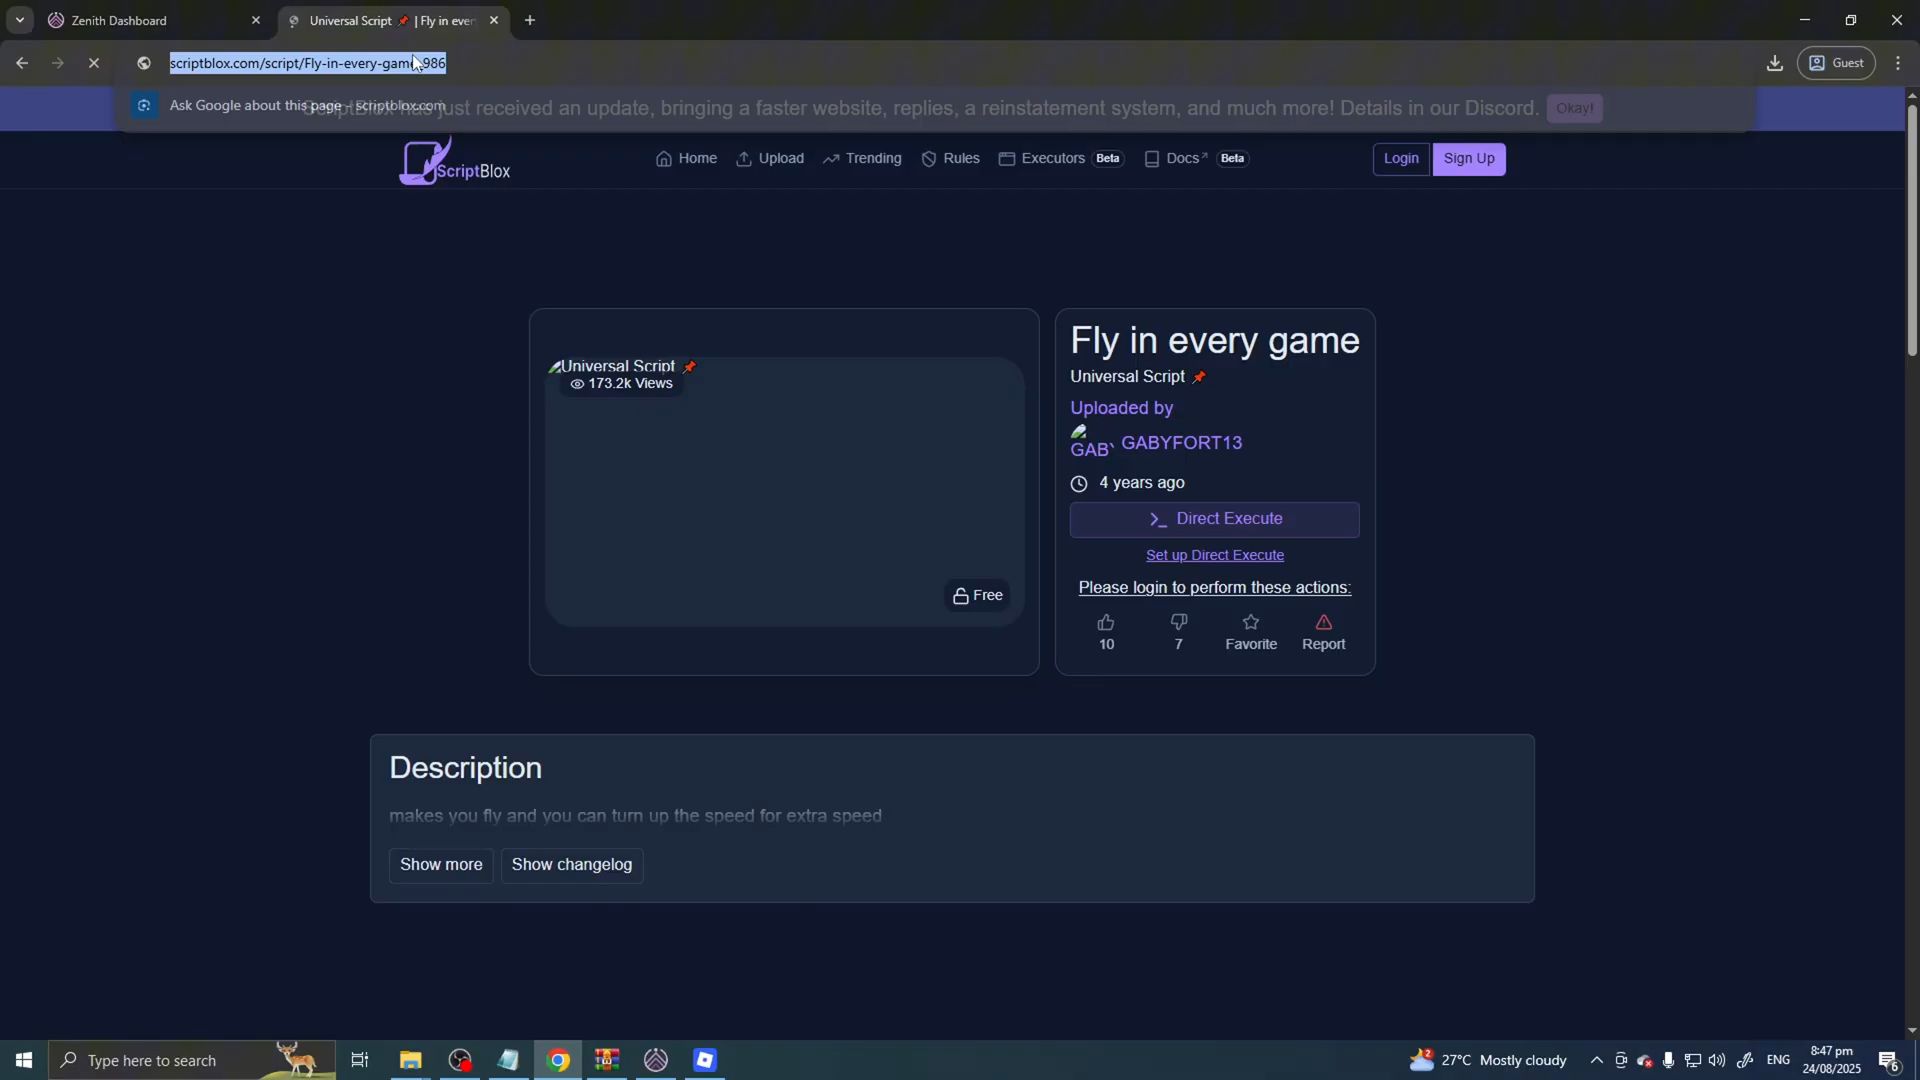 Zenith Dashboard
Universal Script 📌 | Fly in ever
scriptblox.com/script/Fly-in-every-game-986
Guest
Ask Google about this page - scriptblox.com
ScriptBlox has just received an update, bringing a faster website, replies, a reinstatement system, and much more! Details in our Discord. Okay!
ScriptBlox
Home Upload Trending Rules Executors Beta Docs↗ Beta
Login Sign Up
Universal Script 📌
173.2k Views
Free
Fly in every game
Universal Script 📌
Uploaded by
GAB GABYFORT13
4 years ago
Direct Execute
Set up Direct Execute
Please login to perform these actions:
10 7 Favorite Report
Description
makes you fly and you can turn up the speed for extra speed
Show more Show changelog
Type here to search
2 27°C Mostly cloudy
ENG
8:47 pm
24/08/2025
6